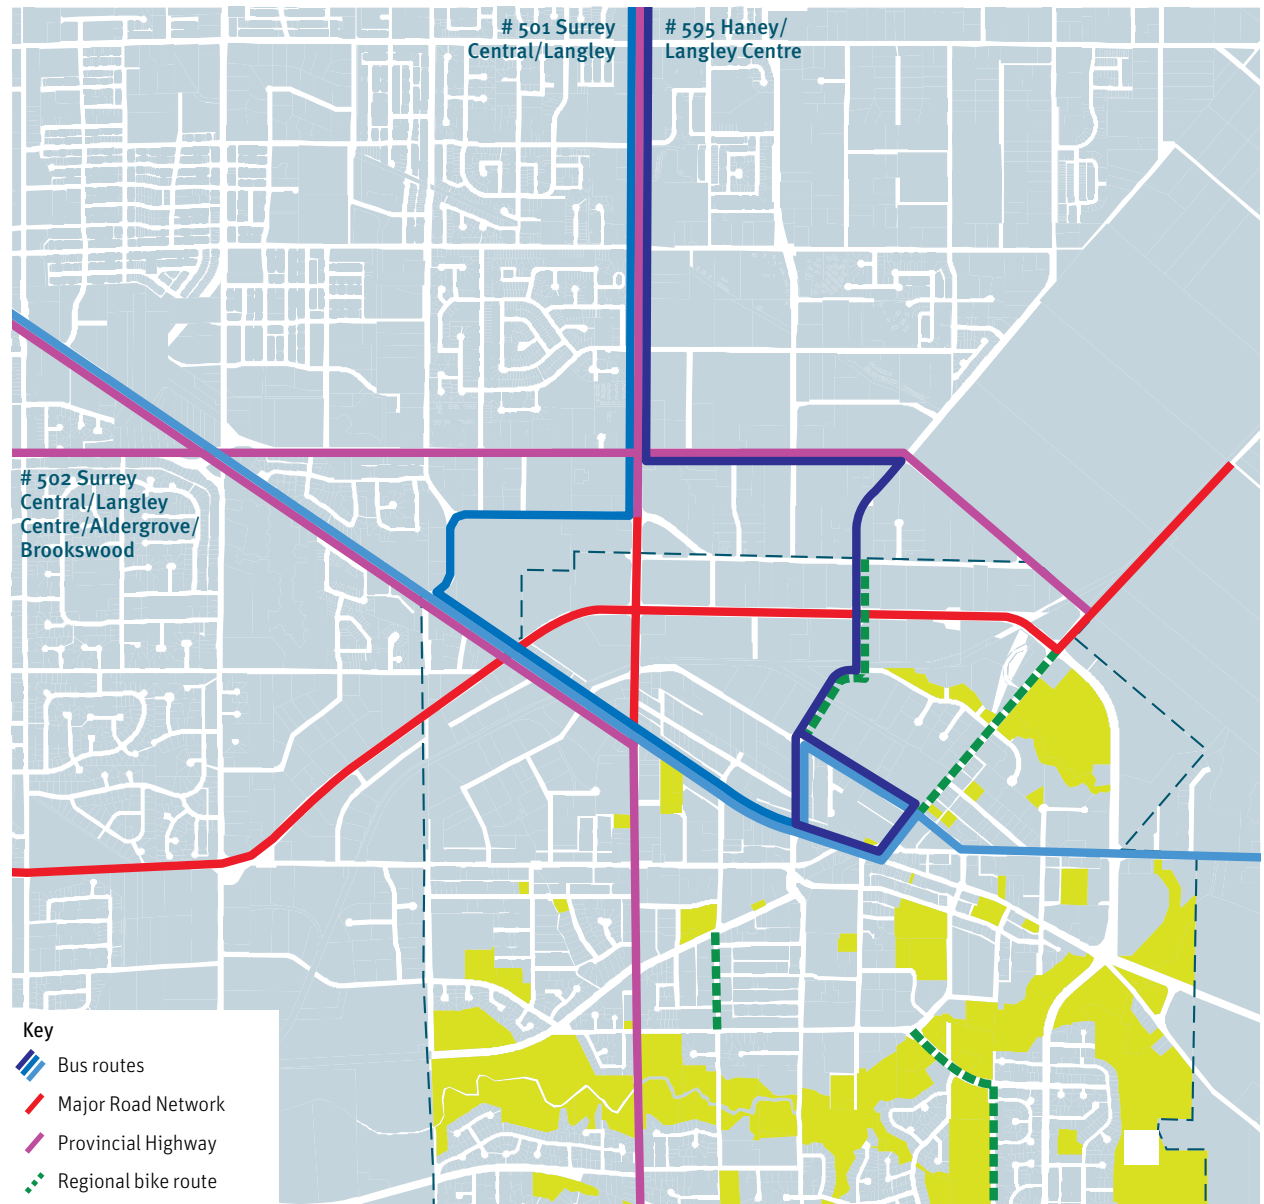 # 501 Surrey
Central/Langley
# 595 Haney/
Langley Centre
# 502 Surrey
Central/Langley
Centre/Aldergrove/
Brookswood
Key
Bus routes
Major Road Network
Provincial Highway
Regional bike route